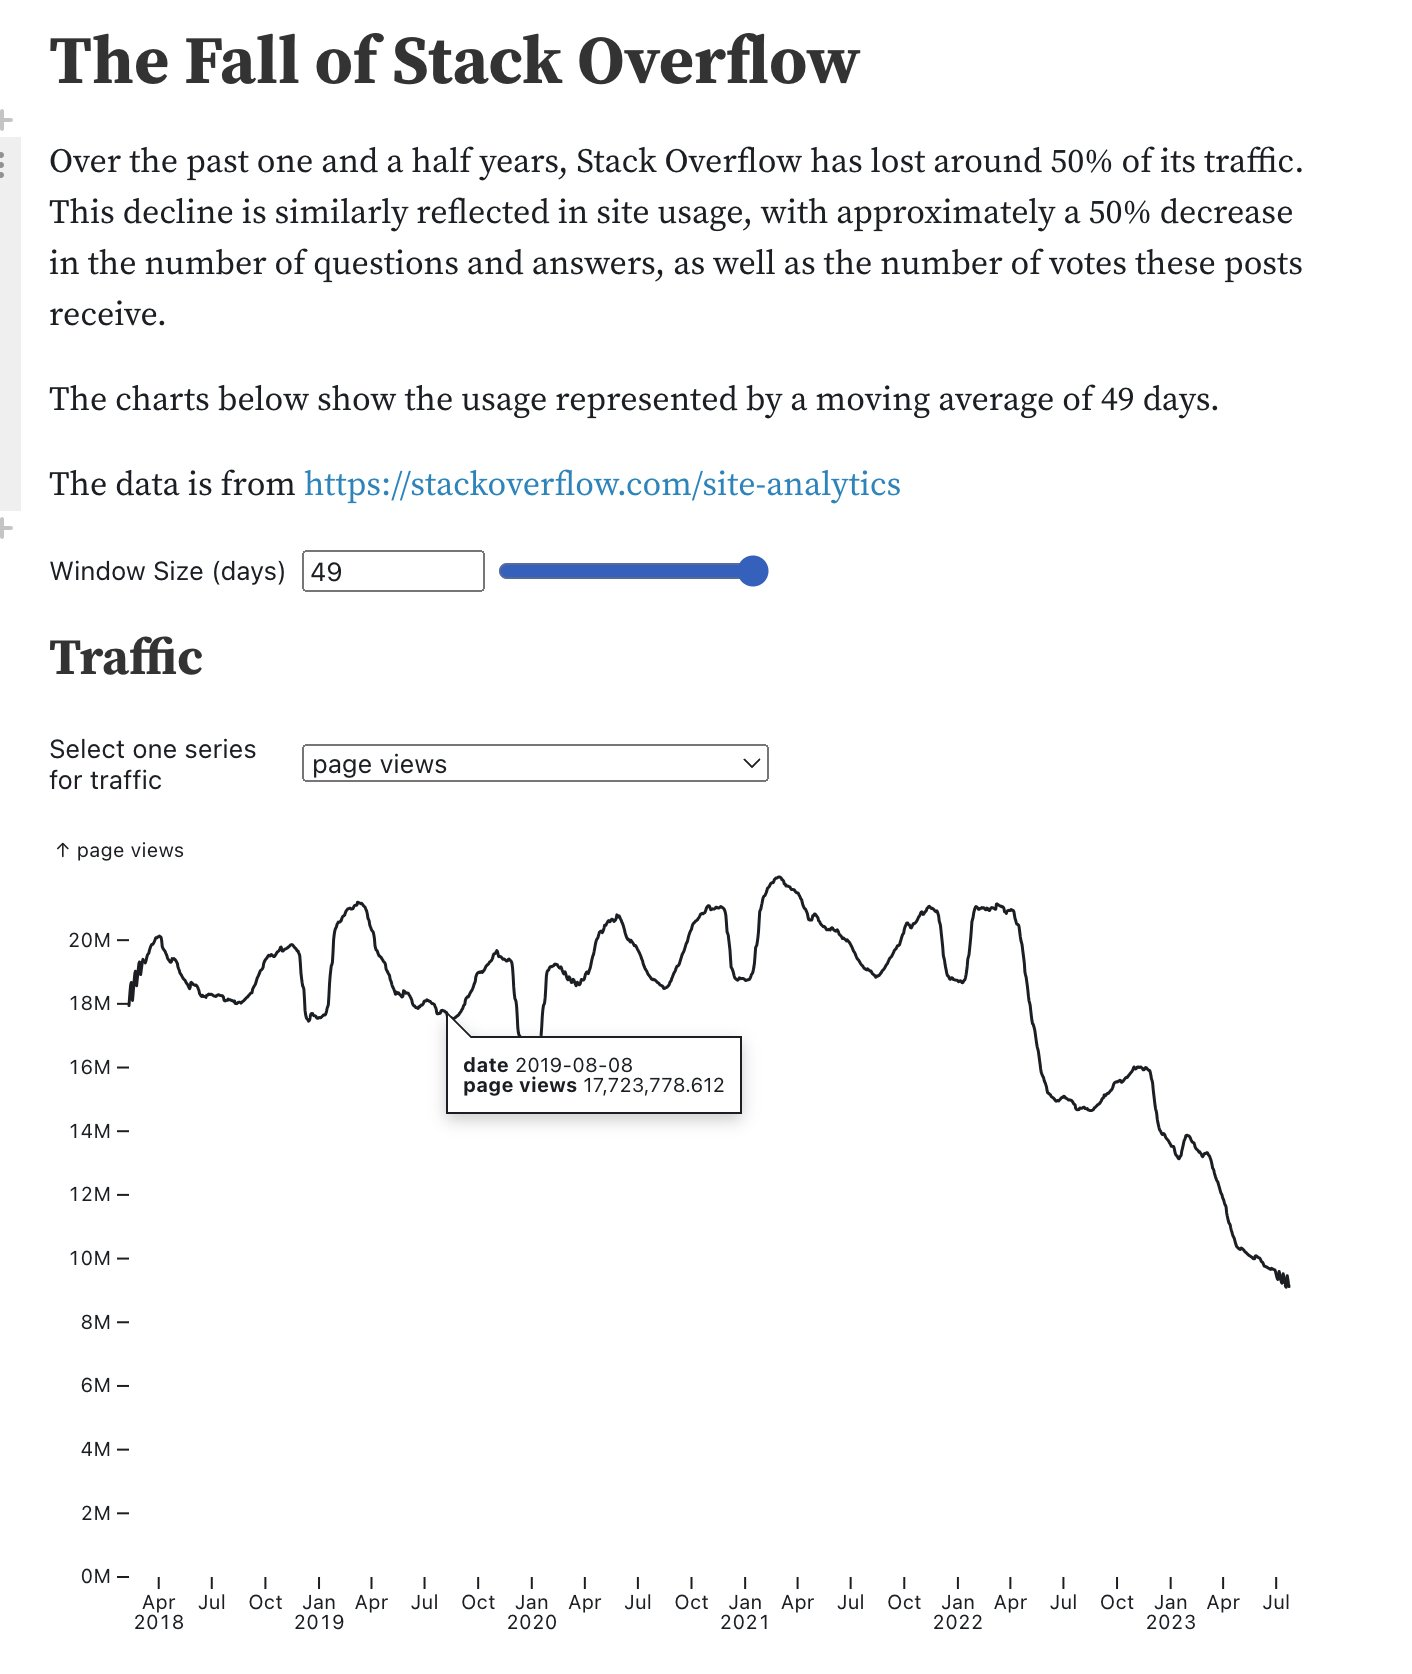 The Fall of Stack Overflow
Over the past one and a half years, Stack Overflow has lost around 50% of its traffic.
This decline is similarly reflected in site usage, with approximately a 50% decrease
in the number of questions and answers, as well as the number of votes these posts
receive.
The charts below show the usage represented by a moving average of 49 days.
The data is from https://stackoverflow.com/site-analytics
Window Size (days) 49
Traffic
Select one series
for traffic
page views
↑ page views
20M
18M
16M
date 2019-08-08
page views 17,723,778.612
14M
12M
10M
8M
6M
4M
2M
0M
Apr Jul Oct Jan Apr Jul Oct Jan Apr Jul Oct Jan Apr Jul Oct Jan Apr Jul Oct Jan Apr Jul
2018 2019 2020 2021 2022 2023